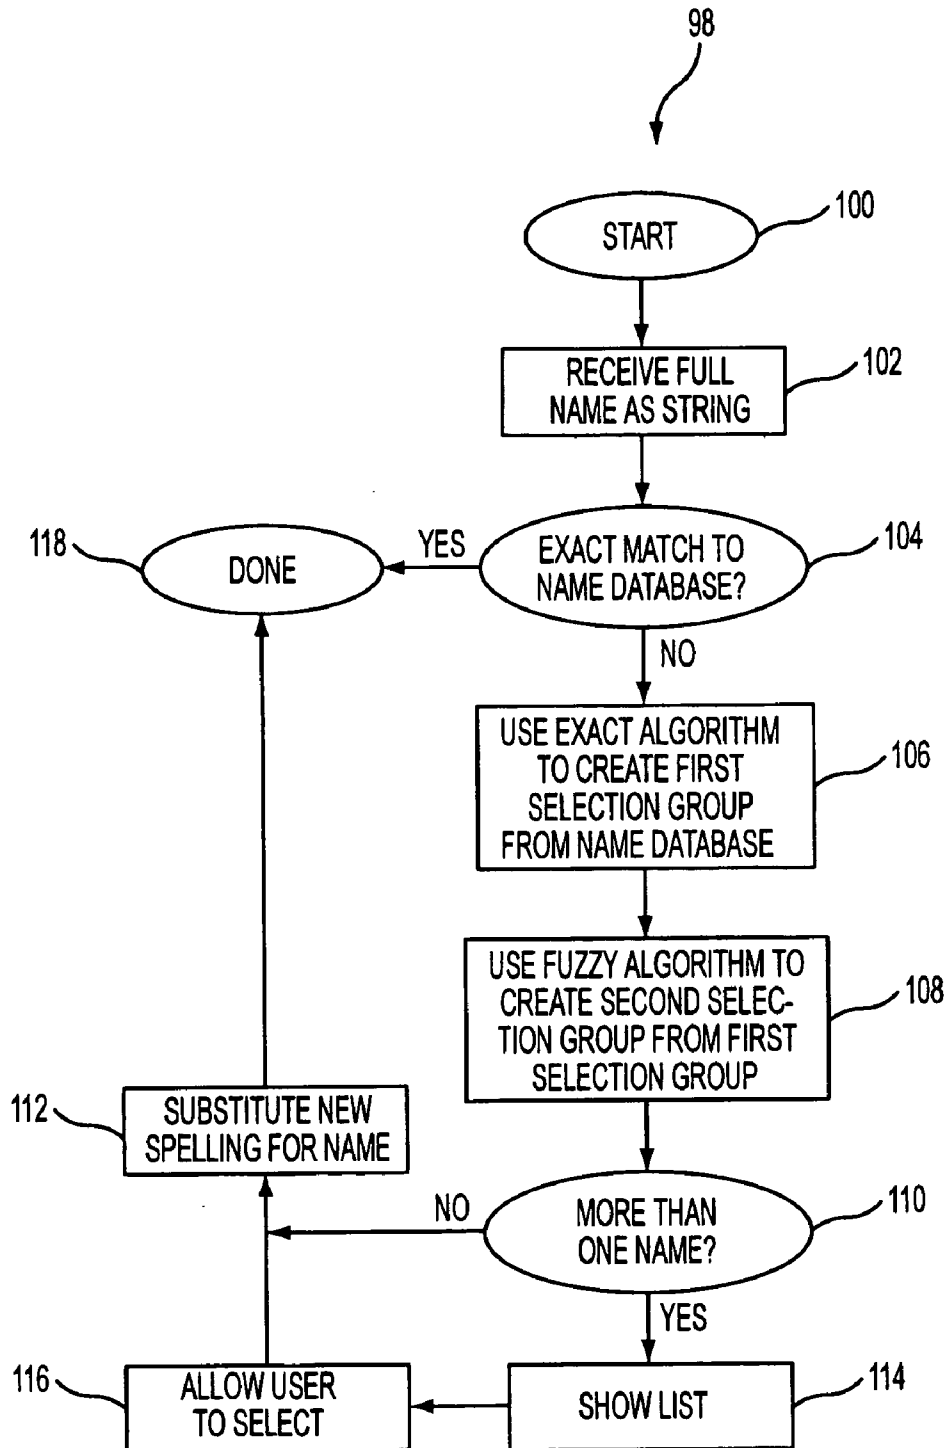 98
START
100
RECEIVE FULL
NAME AS STRING
102
118
DONE
YES
EXACT MATCH TO
NAME DATABASE?
104
NO
USE EXACT ALGORITHM
TO CREATE FIRST
SELECTION GROUP
FROM NAME DATABASE
106
USE FUZZY ALGORITHM TO
CREATE SECOND SELEC-
TION GROUP FROM FIRST
SELECTION GROUP
108
112
SUBSTITUTE NEW
SPELLING FOR NAME
NO
MORE THAN
ONE NAME?
110
YES
116
ALLOW USER
TO SELECT
SHOW LIST
114